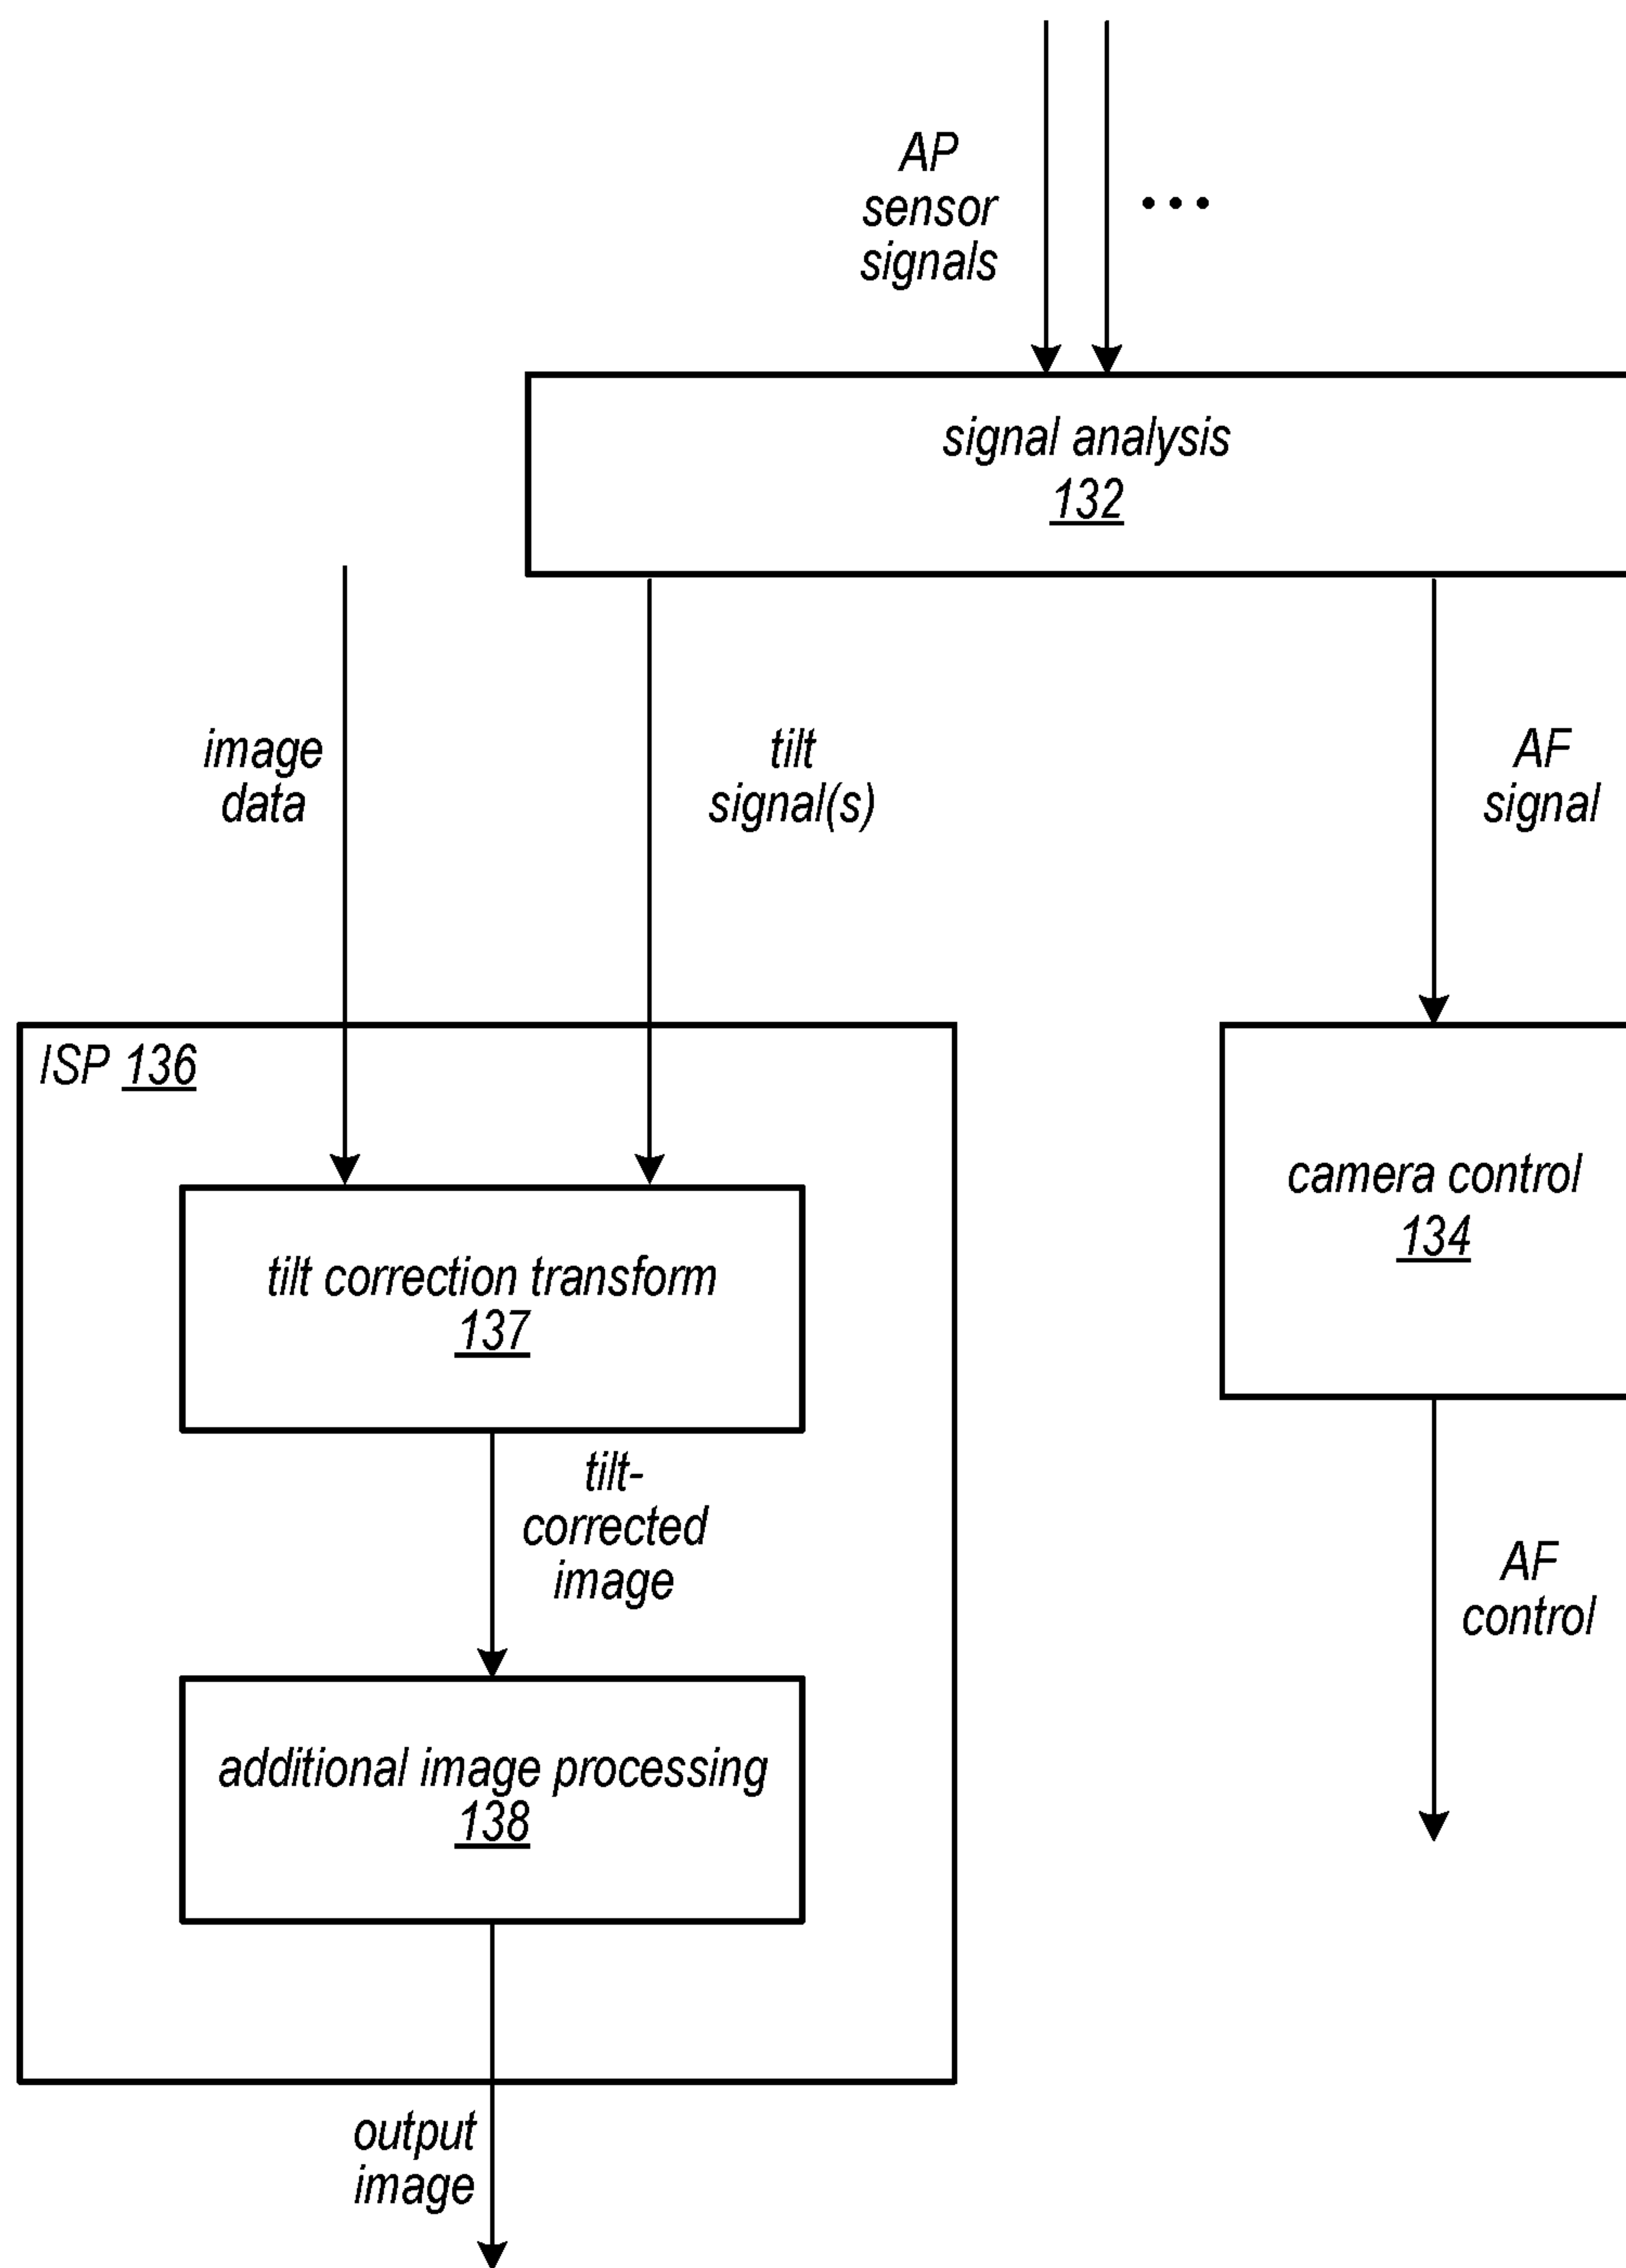 AP
sensor
signals
signal analysis
132
image
data
tilt
signal(s)
AF
signal
ISP 136
camera control
134
tilt correction transform
137
tilt-
corrected
image
AF
control
additional image processing
138
output
image